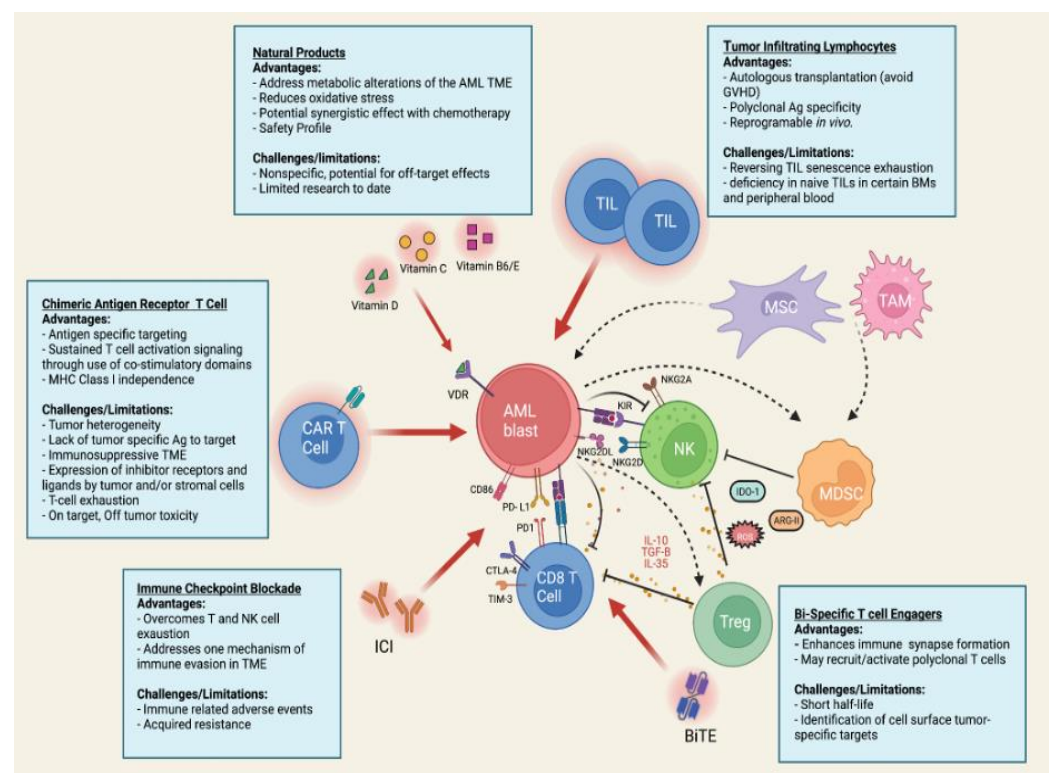 Natural Products
Advantages:
- Address metabolic alterations of the AML TME
- Reduces oxidative stress
- Potential synergistic effect with chemotherapy
- Safety Profile
Challenges/limitations:
- Nonspecific, potential for off-target effects
- Limited research to date
Tumor Infiltrating Lymphocytes
Advantages:
- Autologous transplantation (avoid
GVHD)
- Polyclonal Ag specificity
- Reprogramable in vivo.
Challenges/Limitations:
- Reversing TIL senescence exhaustion
- deficiency in naive TILs in certain BMs
and peripheral blood
TIL
TIL
Vitamin C
Vitamin B6/E
Vitamin D
MSC
TAM
Chimeric Antigen Receptor T Cell
Advantages:
- Antigen specific targeting
- Sustained T cell activation signaling
through use of co-stimulatory domains
- MHC Class I independence
Challenges/Limitations:
- Tumor heterogeneity
- Lack of tumor specific Ag to target
- Immunosuppressive TME
- Expression of inhibitor receptors and
ligands by tumor and/or stromal cells
- T-cell exhaustion
- On target, Off tumor toxicity
CAR T
Cell
VDR
AML
blast
NKG2A
KIR
NK
NKG2DL
NKG2D
CD86
PD- L1
PD1
CTLA-4
TIM-3
CD8 T
Cell
IDO-1
ARG-II
ROS
MDSC
IL-10
TGF-B
IL-35
Treg
Immune Checkpoint Blockade
Advantages:
- Overcomes T and NK cell
exaustion
- Addresses one mechanism of
immune evasion in TME
Challenges/Limitations:
- Immune related adverse events
- Acquired resistance
ICI
BiTE
Bi-Specific T cell Engagers
Advantages:
- Enhances immune synapse formation
- May recruit/activate polyclonal T cells
Challenges/Limitations:
- Short half-life
- Identification of cell surface tumor-
specific targets